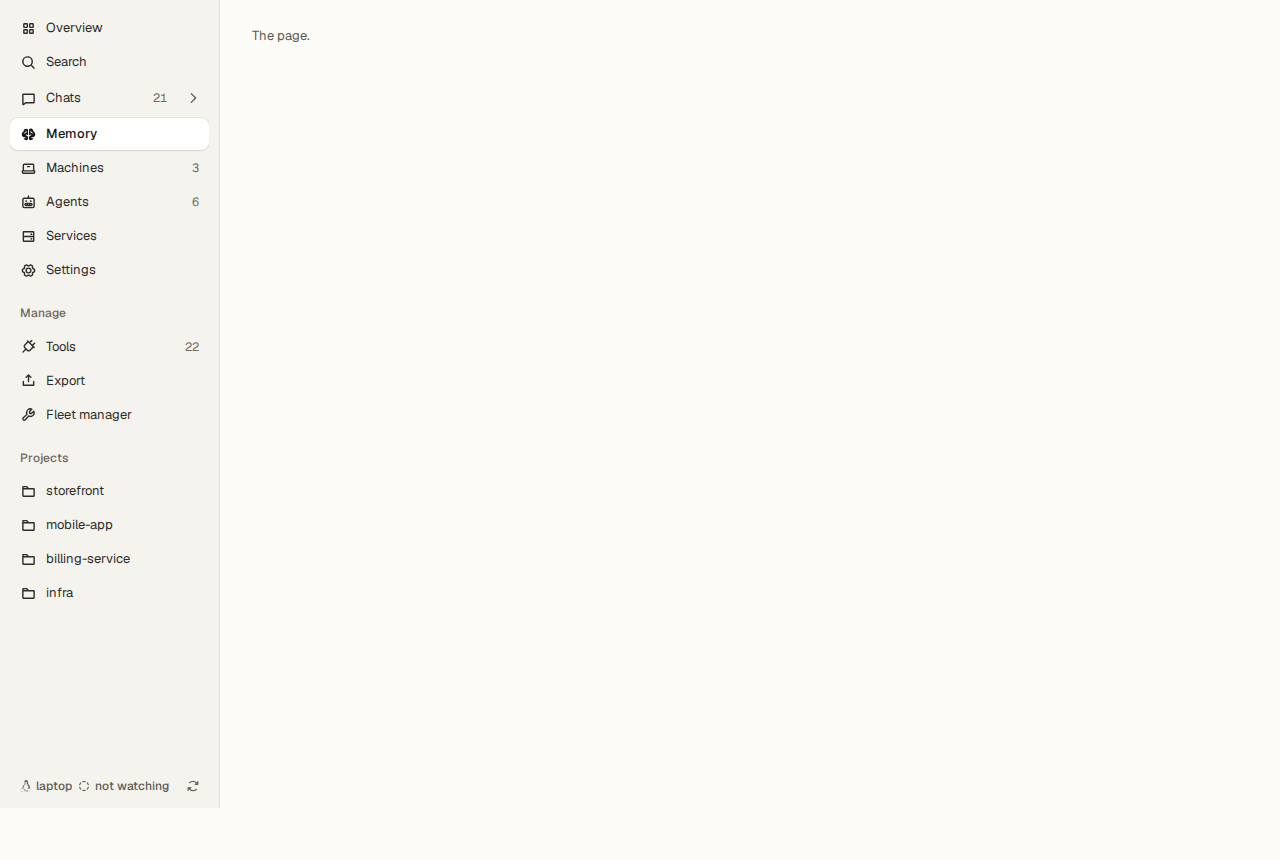 Overview
Search
Chats 21
Memory
Machines 3
Agents 6
Services
Settings
Manage
Tools 22
Export
Fleet manager
Projects
storefront
mobile-app
billing-service
infra
laptop not watching
The page.